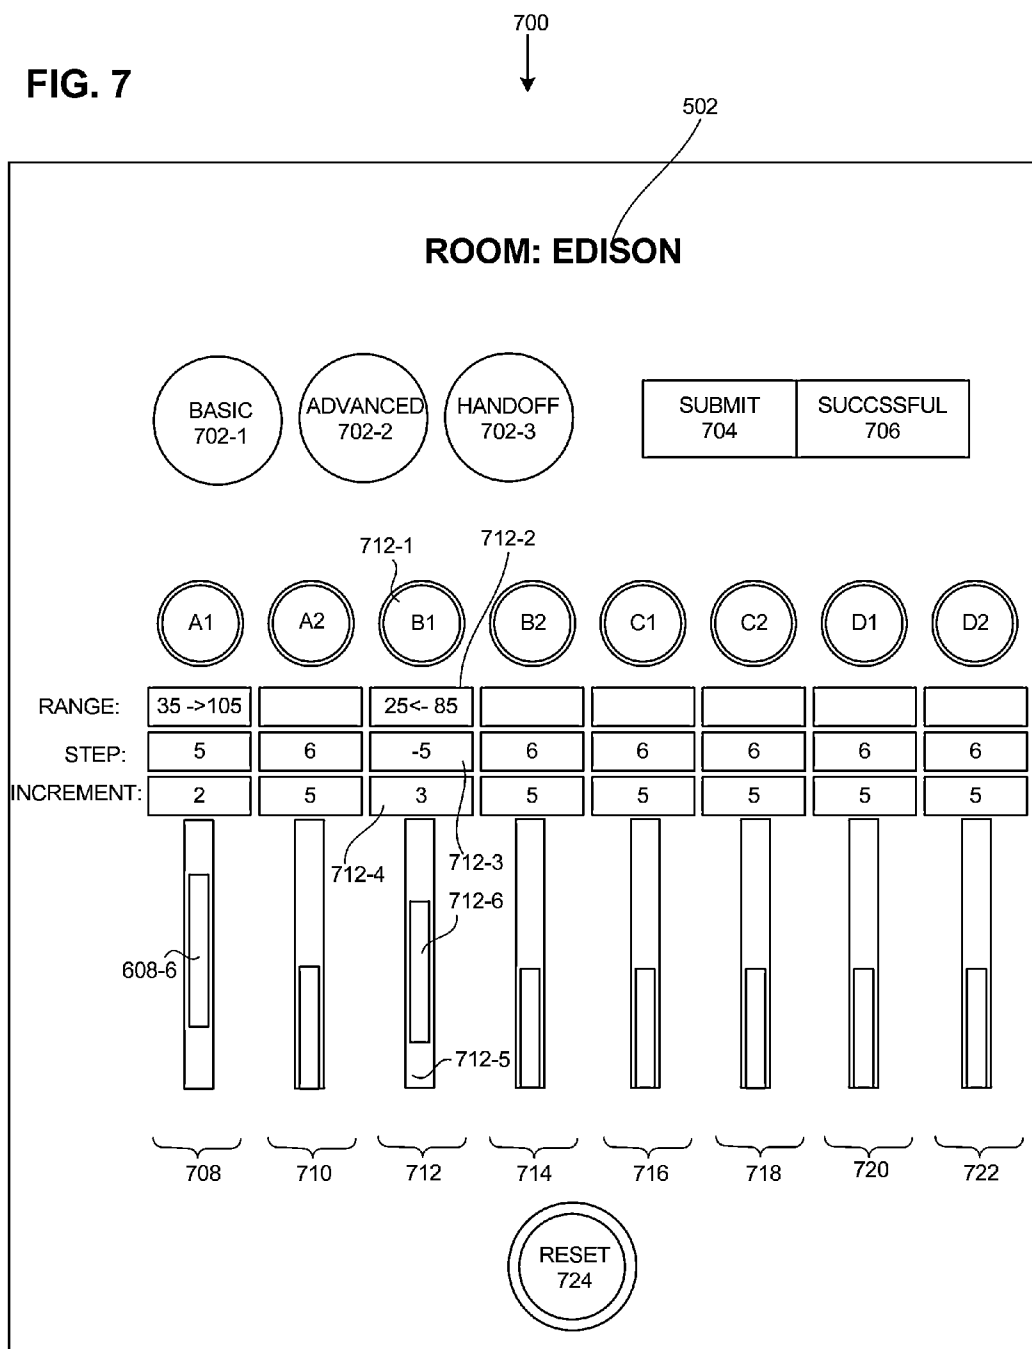 700
FIG. 7
502
ROOM: EDISON
BASIC
702-1
ADVANCED
702-2
HANDOFF
702-3
SUBMIT
704
SUCCSSFUL
706
712-1
712-2
A1 A2 B1 B2 C1 C2 D1 D2
RANGE: 35 ->105 25<- 85
STEP: 5 6 -5 6 6 6 6 6
INCREMENT: 2 5 3 5 5 5 5 5
712-4
712-3
712-6
608-6
712-5
708 710 712 714 716 718 720 722
RESET
724